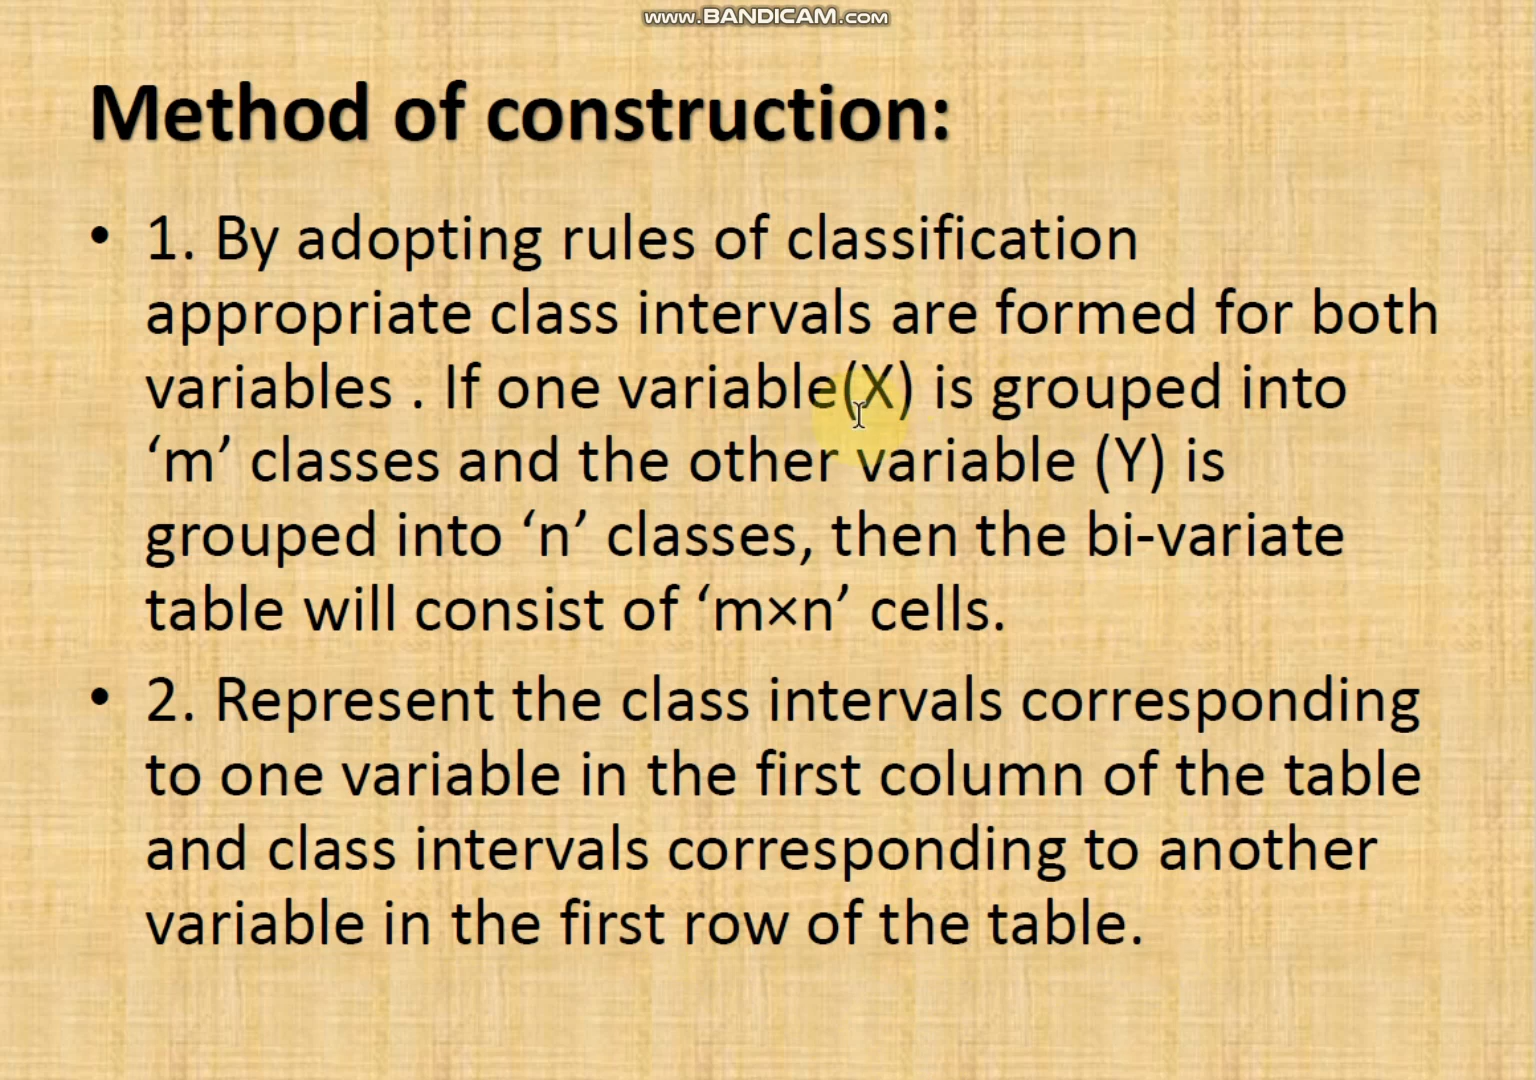 www.BANDICAM.com
Method of construction:
• 1. By adopting rules of classification
appropriate class intervals are formed for both
variables . If one variable(X) is grouped into
‘m’ classes and the other variable (Y) is
grouped into ‘n’ classes, then the bi-variate
table will consist of ‘m×n’ cells.
• 2. Represent the class intervals corresponding
to one variable in the first column of the table
and class intervals corresponding to another
variable in the first row of the table.